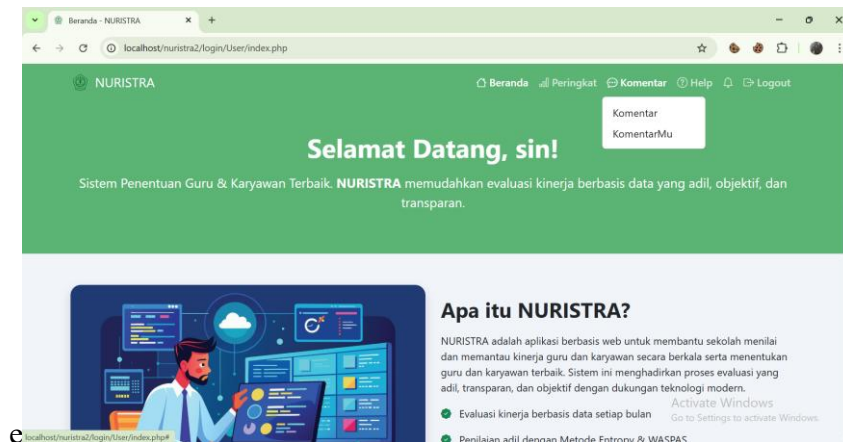 Beranda - NURISTRA
localhost/nuristra2/login/User/index.php
NURISTRA
Beranda Peringkat Komentar Help Logout
Komentar
KomentarMu
Selamat Datang, sin!
Sistem Penentuan Guru & Karyawan Terbaik. NURISTRA memudahkan evaluasi kinerja berbasis data yang adil, objektif, dan
transparan.
Apa itu NURISTRA?
NURISTRA adalah aplikasi berbasis web untuk membantu sekolah menilai
dan memantau kinerja guru dan karyawan secara berkala serta menentukan
guru dan karyawan terbaik. Sistem ini menghadirkan proses evaluasi yang
adil, transparan, dan objektif dengan dukungan teknologi modern.
Activate Windows
Go to Settings to activate Windows.
Evaluasi kinerja berbasis data setiap bulan
Penilaian adil dengan Metode Entropy & WASPAS
e
localhost/nuristra2/login/User/index.php#